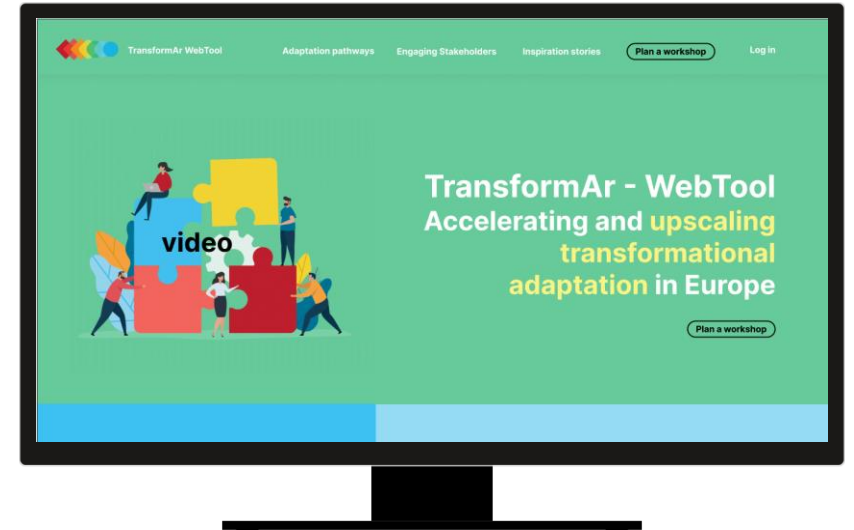 TransformAr WebTool
Adaptation pathways
Engaging Stakeholders
Inspiration stories
Plan a workshop
Log in
video
TransformAr - WebTool
Accelerating and upscaling
transformational
adaptation in Europe
Plan a workshop